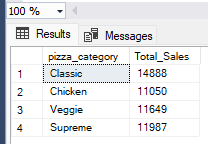 100 %
Results Messages
pizza_category Total_Sales
1 Classic 14888
2 Chicken 11050
3 Veggie 11649
4 Supreme 11987